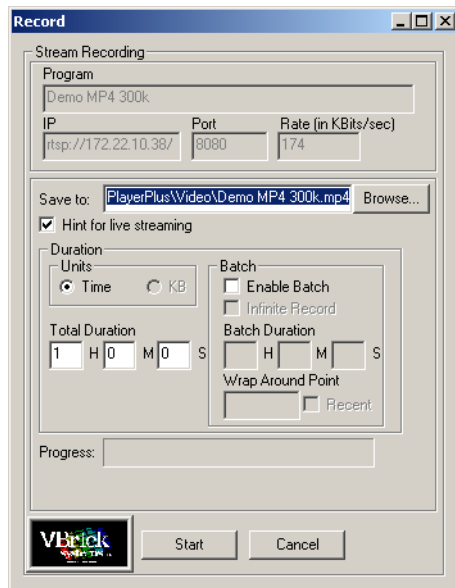 Record
Stream Recording
Program
Demo MP4 300k
IP Port Rate (in KBits/sec)
rtsp://172.22.10.38/ 8080 174
Save to: PlayerPlus\Video\Demo MP4 300k.mp4 Browse...
Hint for live streaming
Duration
Units Batch
Time KB Enable Batch
Infinite Record
Total Duration Batch Duration
1 H 0 M 0 S H M S
Wrap Around Point
Recent
Progress:
VBrick
Start Cancel